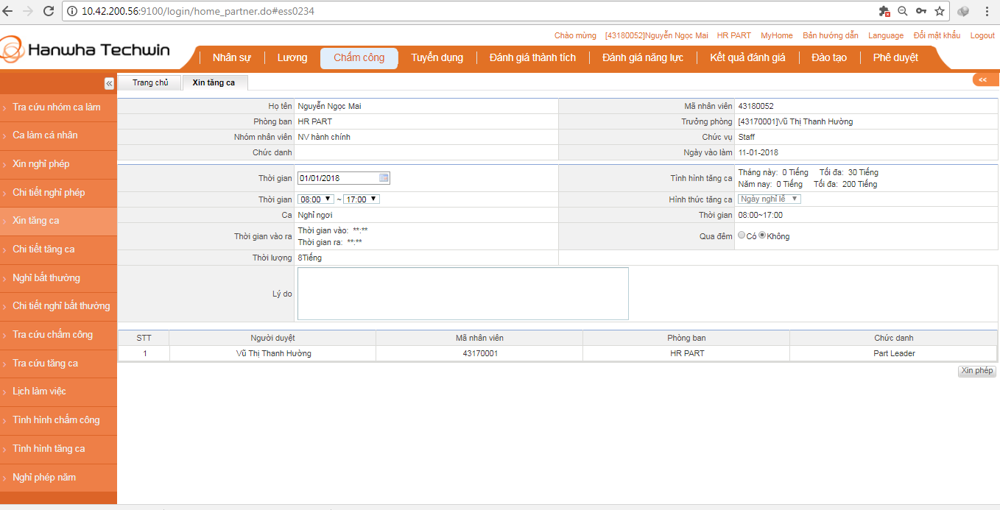 10.42.200.56:9100/login/home_partner.do#ess0234
Chào mừng [43180052]Nguyễn Ngọc Mai HR PART MyHome Bản hướng dẫn Language Đổi mật khẩu Logout
Hanwha Techwin
Nhân sự Lương Chấm công Tuyển dụng Đánh giá thành tích Đánh giá năng lực Kết quả đánh giá Đào tạo Phê duyệt
« Trang chủ Xin tăng ca <<
Tra cứu nhóm ca làm
Ca làm cá nhân
Xin nghỉ phép
Chi tiết nghỉ phép
Xin tăng ca
Chi tiết tăng ca
Nghỉ bất thường
Chi tiết nghỉ bất thường
Tra cứu chấm công
Tra cứu tăng ca
Lịch làm việc
Tình hình chấm công
Tình hình tăng ca
Nghỉ phép năm
Họ tên Nguyễn Ngọc Mai Mã nhân viên 43180052
Phòng ban HR PART Trưởng phòng [43170001]Vũ Thị Thanh Hường
Nhóm nhân viên NV hành chính Chức vụ Staff
Chức danh Ngày vào làm 11-01-2018
Thời gian 01/01/2018 Tình hình tăng ca Tháng này: 0 Tiếng Tối đa: 30 Tiếng
Năm nay: 0 Tiếng Tối đa: 200 Tiếng
Thời gian 08:00 ~ 17:00 Hình thức tăng ca Ngày nghỉ lễ
Ca Nghỉ ngơi Thời gian 08:00~17:00
Thời gian vào ra Thời gian vào: **:** Qua đêm Có Không
Thời gian ra: **:**
Thời lượng 8Tiếng
Lý do
STT Người duyệt Mã nhân viên Phòng ban Chức danh
1 Vũ Thị Thanh Hường 43170001 HR PART Part Leader
Xin phép